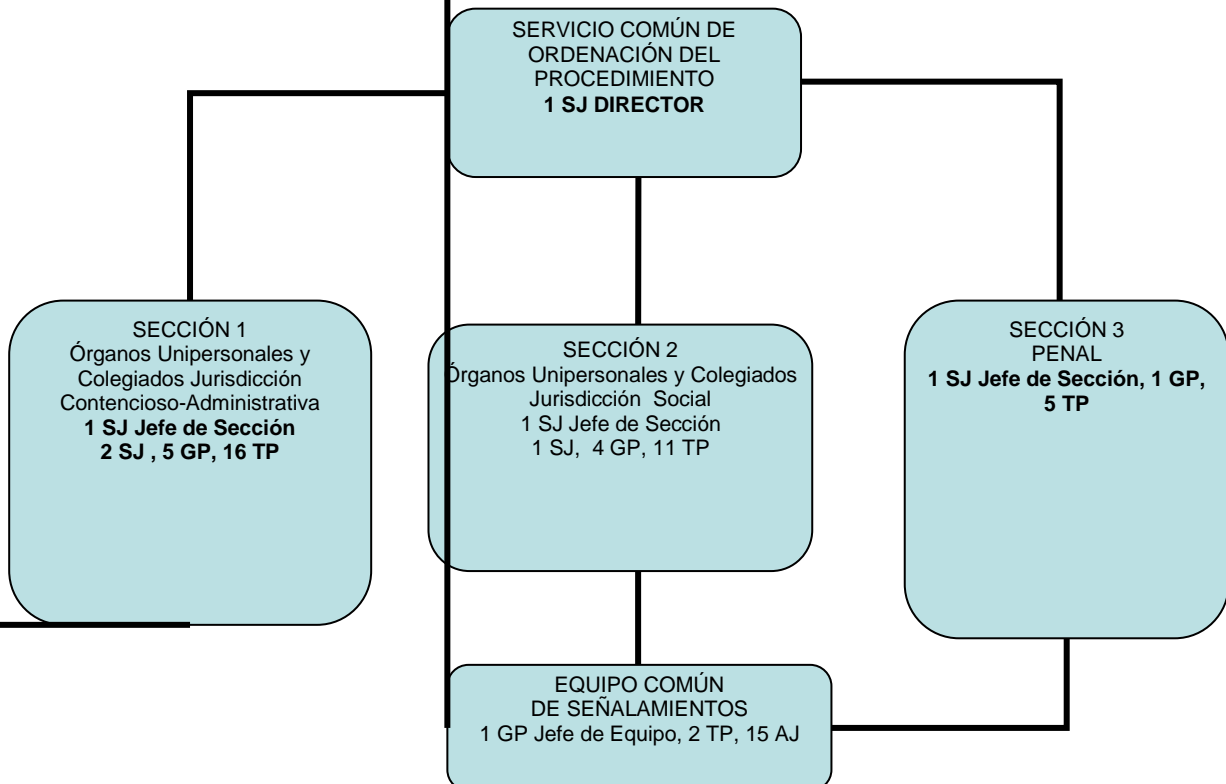 SERVICIO COMÚN DE
ORDENACIÓN DEL
PROCEDIMIENTO
1 SJ DIRECTOR
SECCIÓN 1
Órganos Unipersonales y
Colegiados Jurisdicción
Contencioso-Administrativa
1 SJ Jefe de Sección
2 SJ , 5 GP, 16 TP
SECCIÓN 2
Órganos Unipersonales y Colegiados
Jurisdicción Social
1 SJ Jefe de Sección
1 SJ, 4 GP, 11 TP
SECCIÓN 3
PENAL
1 SJ Jefe de Sección, 1 GP,
5 TP
EQUIPO COMÚN
DE SEÑALAMIENTOS
1 GP Jefe de Equipo, 2 TP, 15 AJ